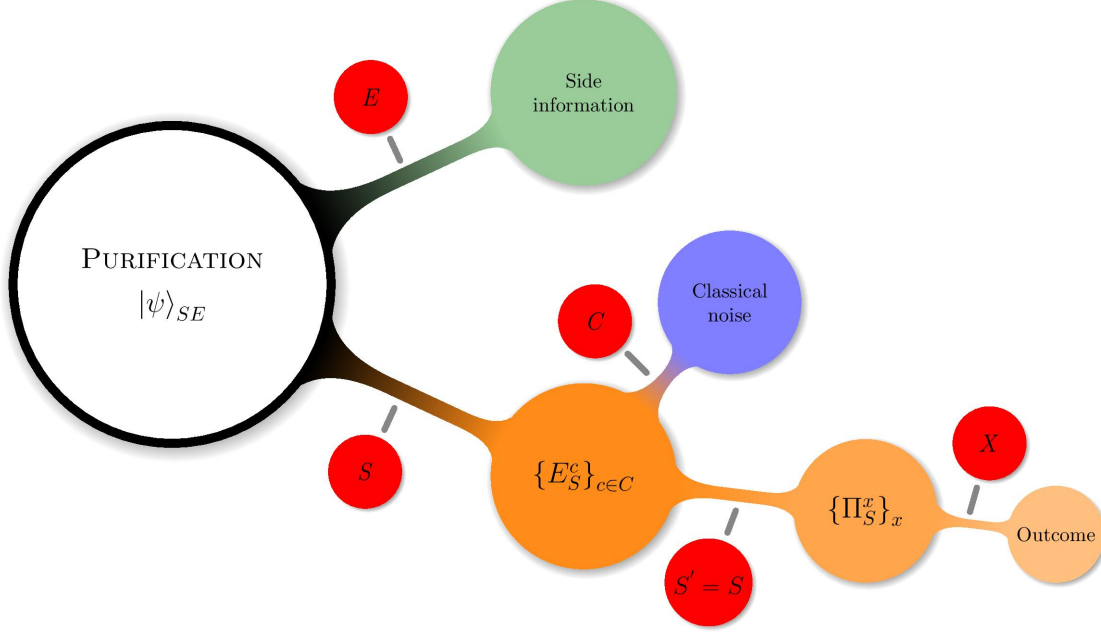 E
Side
information
PURIFICATION
|ψ⟩_{SE}
C
Classical
noise
S
{E_S^c}_{c∈C}
S' = S
{Π_S^x}_x
X
Outcome